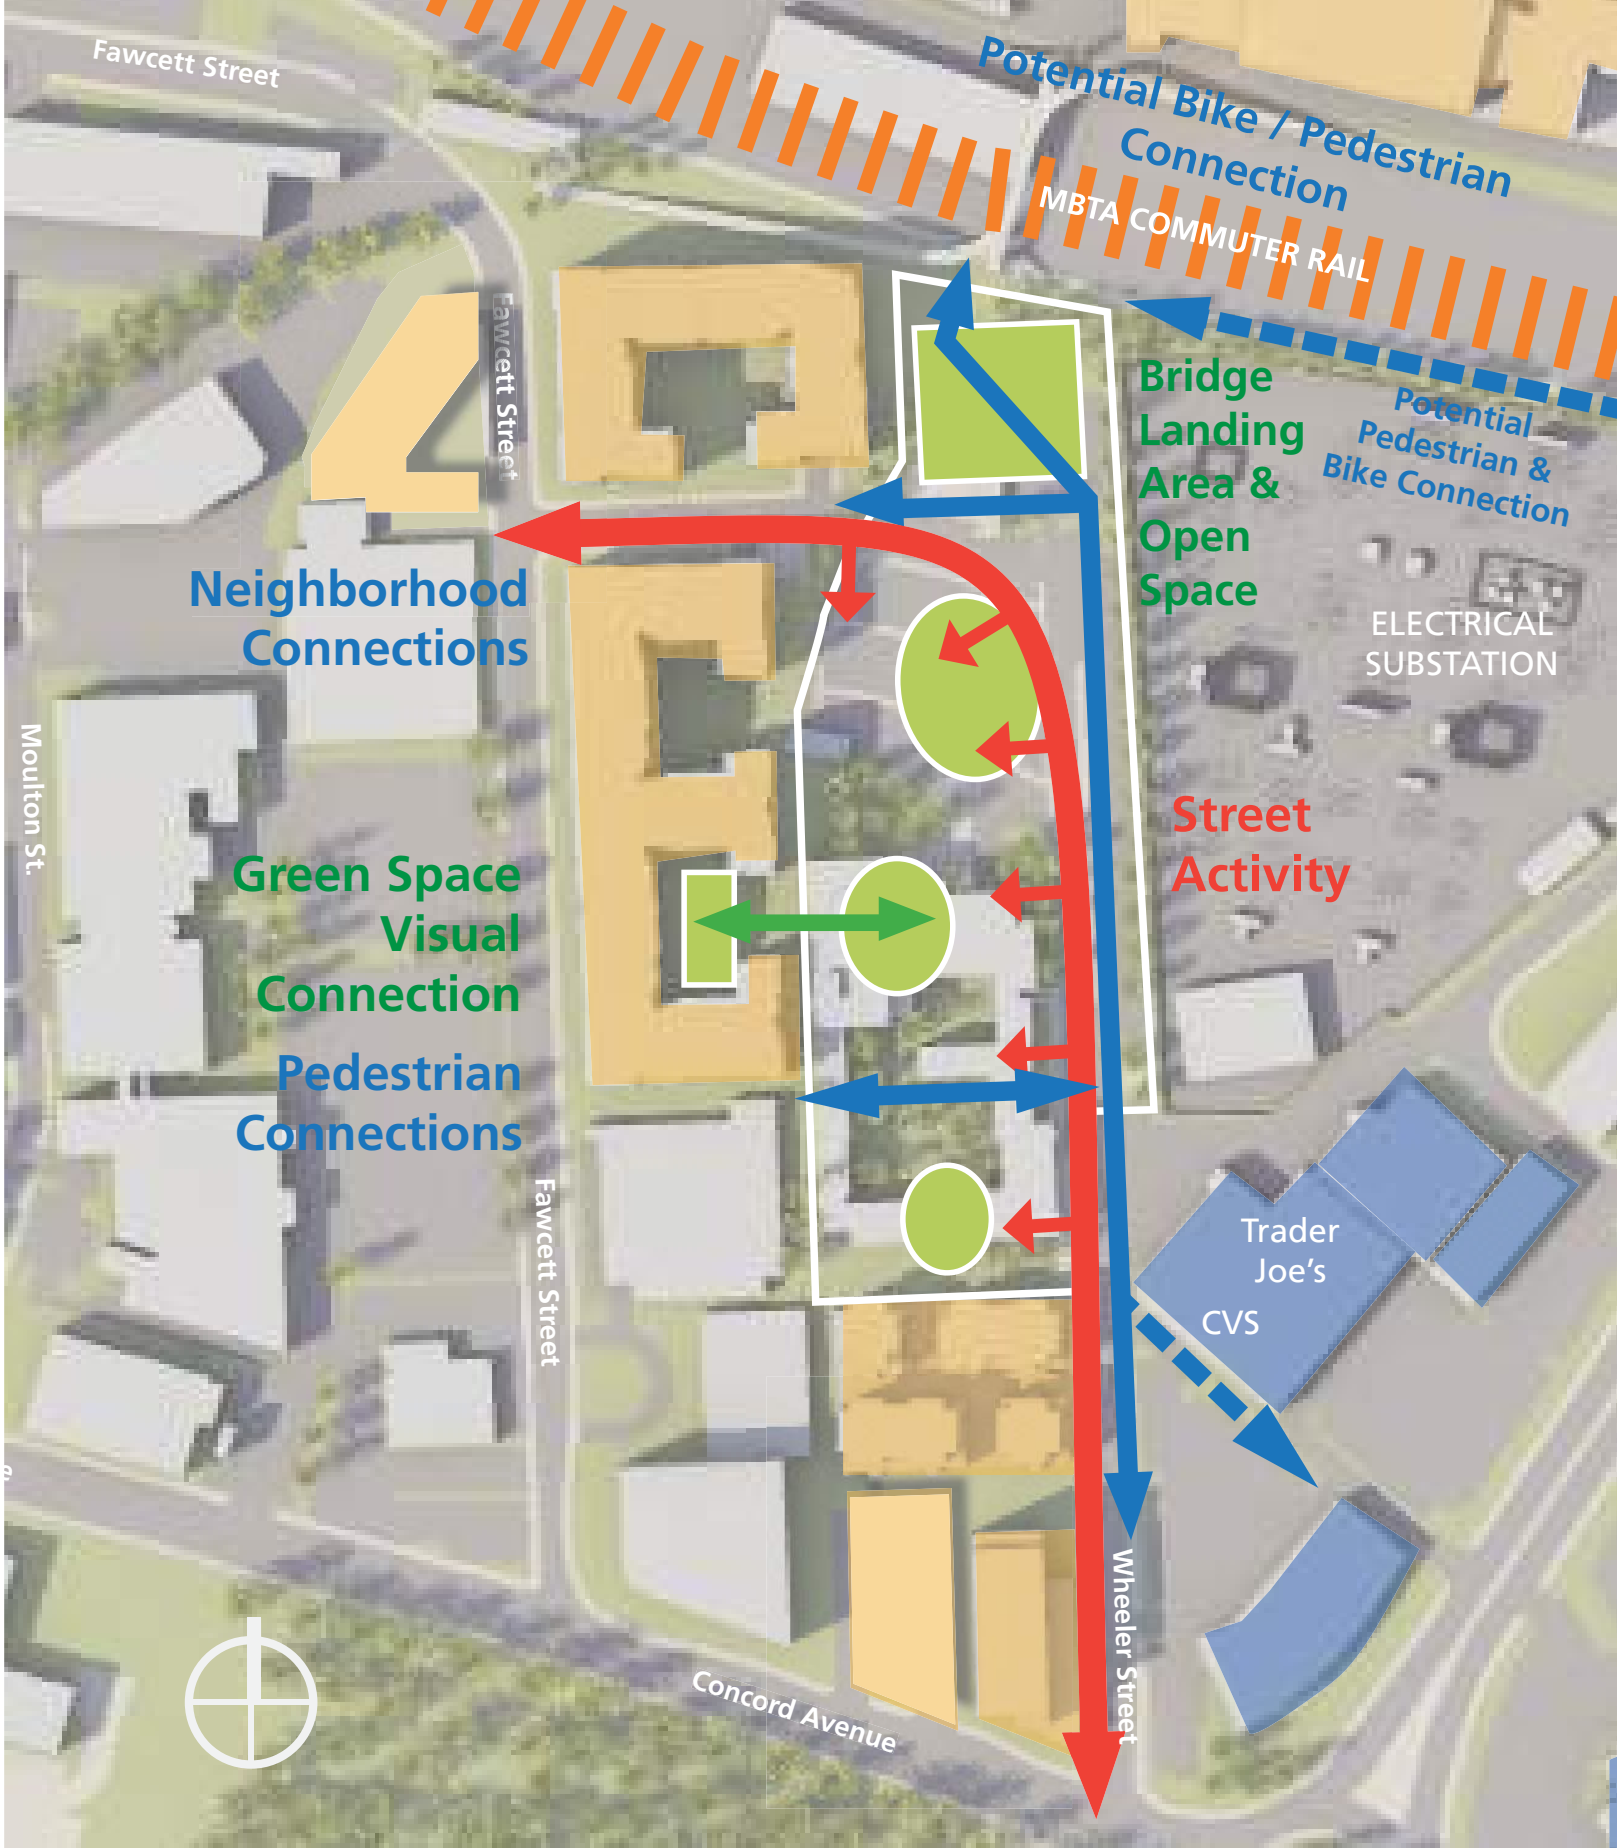 Fawcett Street
Potential Bike / Pedestrian
Connection
MBTA COMMUTER RAIL
Fawcett Street
Bridge
Landing
Area &
Open
Space
Potential
Pedestrian &
Bike Connection
Neighborhood
Connections
ELECTRICAL
SUBSTATION
Moulton St.
Street
Activity
Green Space
Visual
Connection
Pedestrian
Connections
Fawcett Street
Trader
Joe's
CVS
Wheeler Street
Concord Avenue